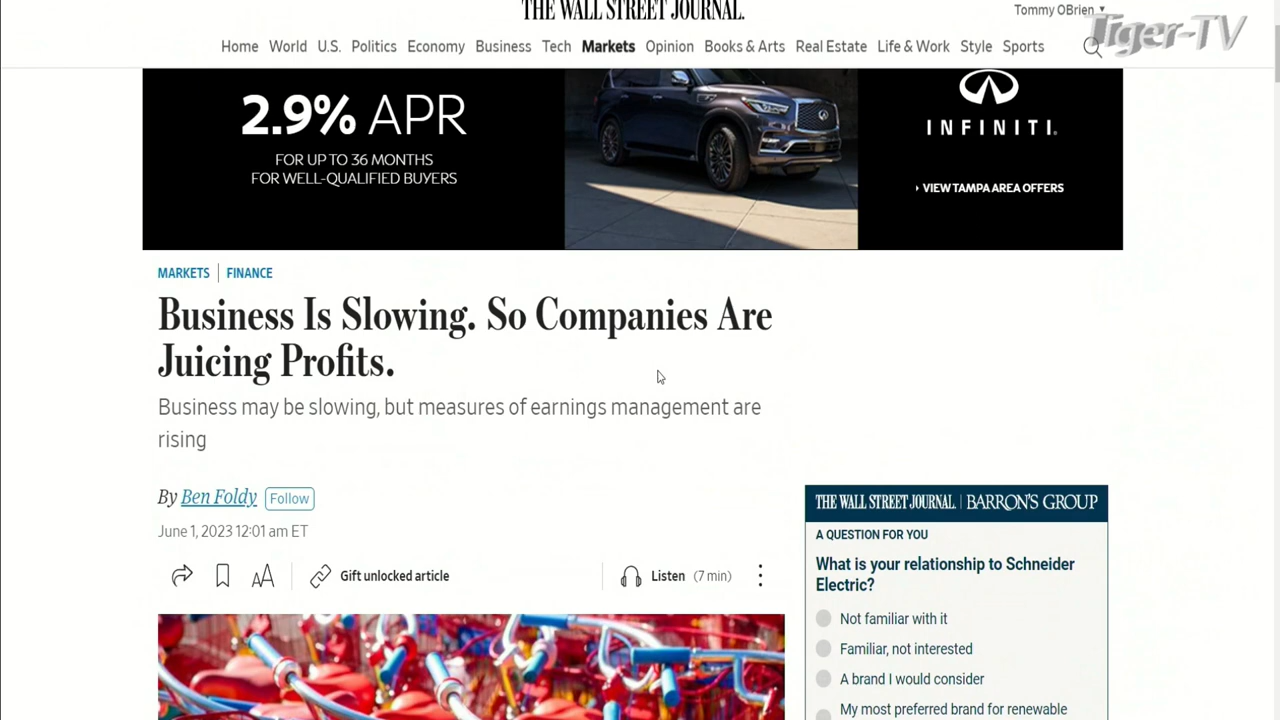 THE WALL STREET JOURNAL.
Tommy OBrien
Tiger-TV
Home World U.S. Politics Economy Business Tech Markets Opinion Books & Arts Real Estate Life & Work Style Sports
2.9% APR
FOR UP TO 36 MONTHS
FOR WELL-QUALIFIED BUYERS
INFINITI
VIEW TAMPA AREA OFFERS
MARKETS | FINANCE
Business Is Slowing. So Companies Are
Juicing Profits.
Business may be slowing, but measures of earnings management are
rising
By Ben Foldy Follow
June 1, 2023 12:01 am ET
Gift unlocked article
Listen (7 min)
THE WALL STREET JOURNAL. | BARRON'S GROUP
A QUESTION FOR YOU
What is your relationship to Schneider
Electric?
Not familiar with it
Familiar, not interested
A brand I would consider
My most preferred brand for renewable